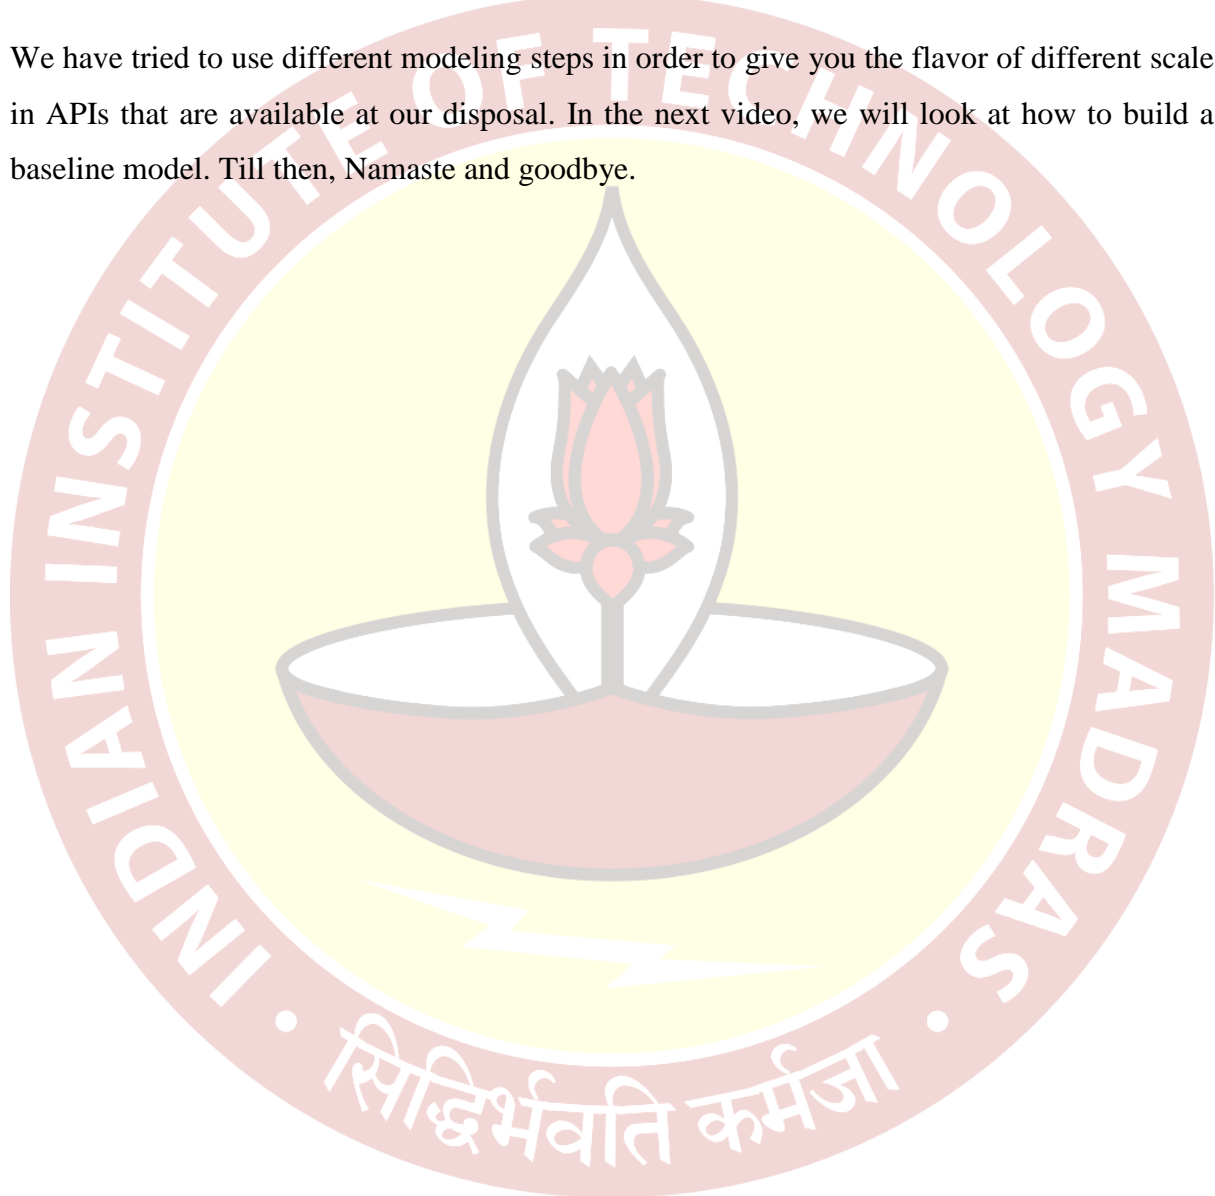 We have tried to use different modeling steps in order to give you the flavor of different scale
in APIs that are available at our disposal. In the next video, we will look at how to build a
baseline model. Till then, Namaste and goodbye.
INDIAN INSTITUTE OF TECHNOLOGY MADRAS
सिद्धिर्भवति कर्मजा